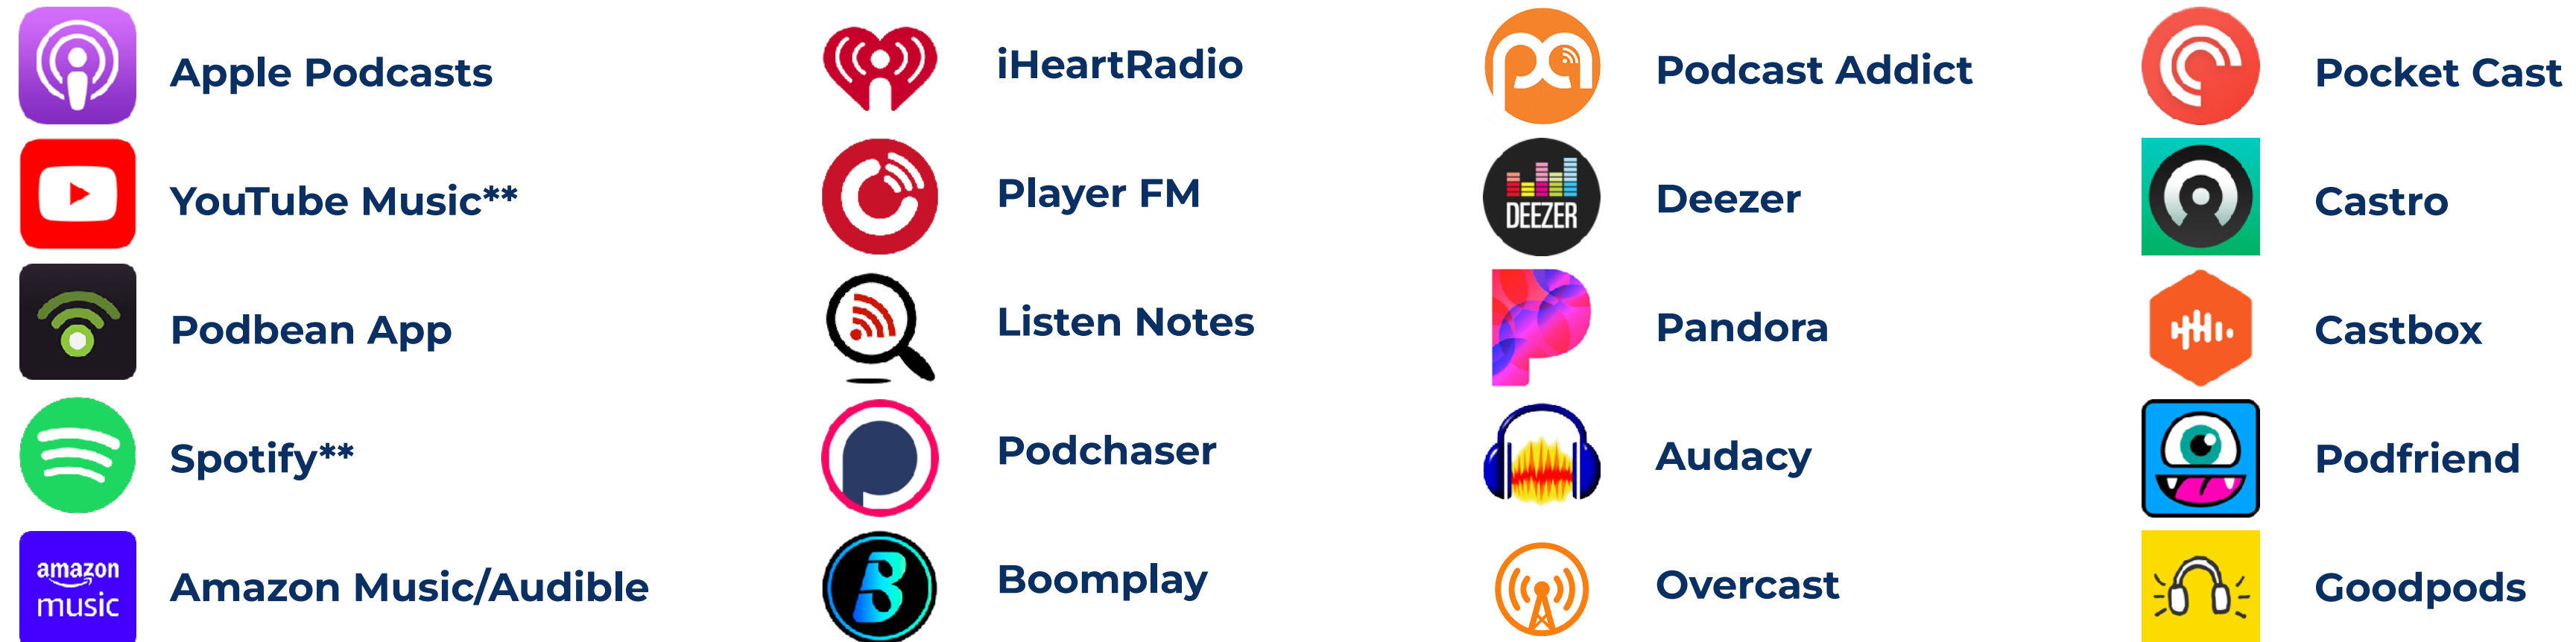 Apple Podcasts
YouTube Music**
Podbean App
Spotify**
amazon
music
Amazon Music/Audible
iHeartRadio
Player FM
Listen Notes
Podchaser
Boomplay
Podcast Addict
DEEZER
Deezer
Pandora
Audacy
Overcast
Pocket Cast
Castro
Castbox
Podfriend
Goodpods